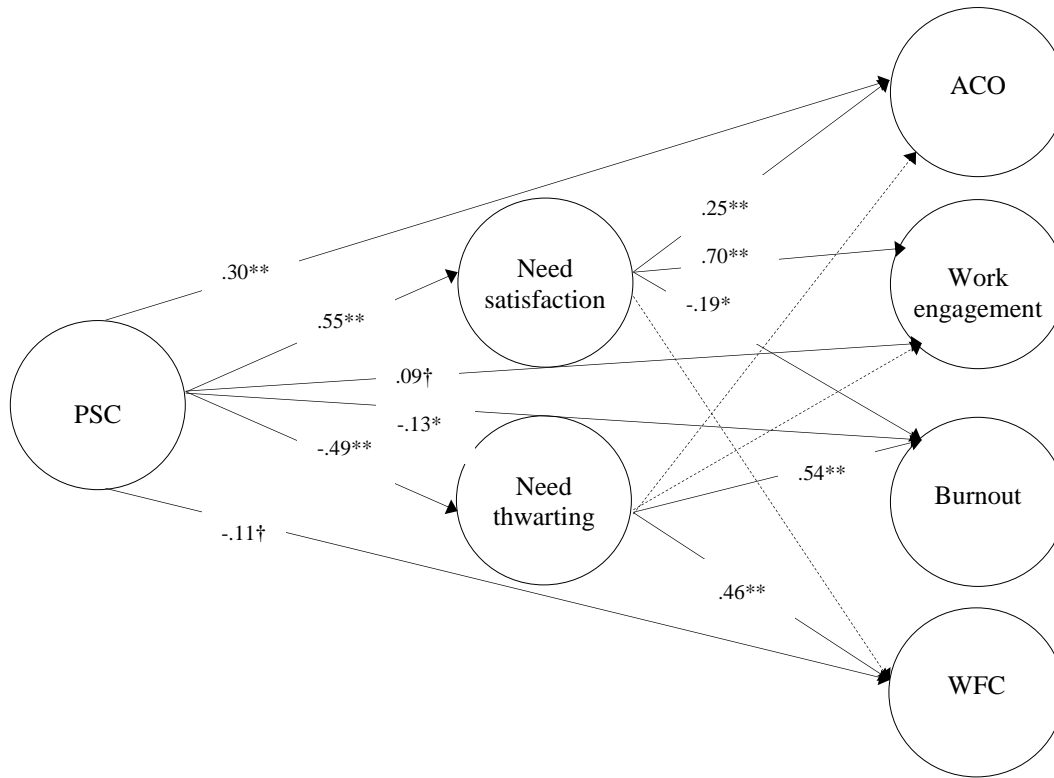 ACO
.25**
.70**
Need
satisfaction
Work
engagement
.30**
-.19*
.55**
.09†
PSC
-.13*
-.49**
.54**
Need
thwarting
Burnout
-.11†
.46**
WFC